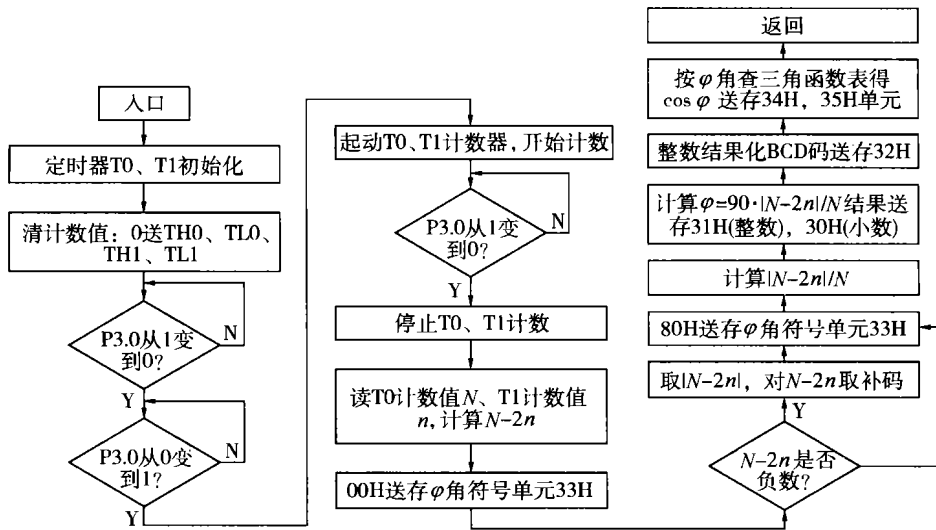 入口
定时器T0、T1初始化
清计数值：0送TH0、TL0、
TH1、TL1
P3.0从1变
到0?
N
Y
P3.0从0变
到1?
N
Y
起动T0、T1计数器，开始计数
P3.0从1变
到0?
N
Y
停止T0、T1计数
读T0计数值N、T1计数值
n,计算N-2n
00H送存φ角符号单元33H
N-2n是否
负数?
Y
取|N-2n|，对N-2n取补码
80H送存φ角符号单元33H
计算|N-2n|/N
计算φ=90·|N-2n|/N结果送
存31H(整数)，30H(小数)
整数结果化BCD码送存32H
按φ角查三角函数表得
cosφ送存34H，35H单元
返回